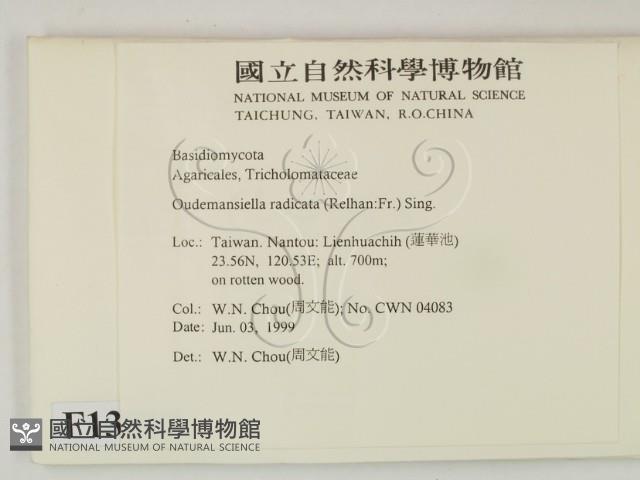 國立自然科學博物館
NATIONAL MUSEUM OF NATURAL SCIENCE
TAICHUNG, TAIWAN, R.O.CHINA
Basidiomycota
Agaricales, Tricholomataceae
Oudemansiella radicata (Relhan:Fr.) Sing.
Loc.: Taiwan. Nantou: Lienhuachih (蓮華池)
23.56N, 120.53E; alt. 700m;
on rotten wood.
Col.: W.N. Chou(周文能); No. CWN 04083
Date: Jun. 03, 1999
Det.: W.N. Chou(周文能)
國立自然科學博物館
NATIONAL MUSEUM OF NATURAL SCIENCE